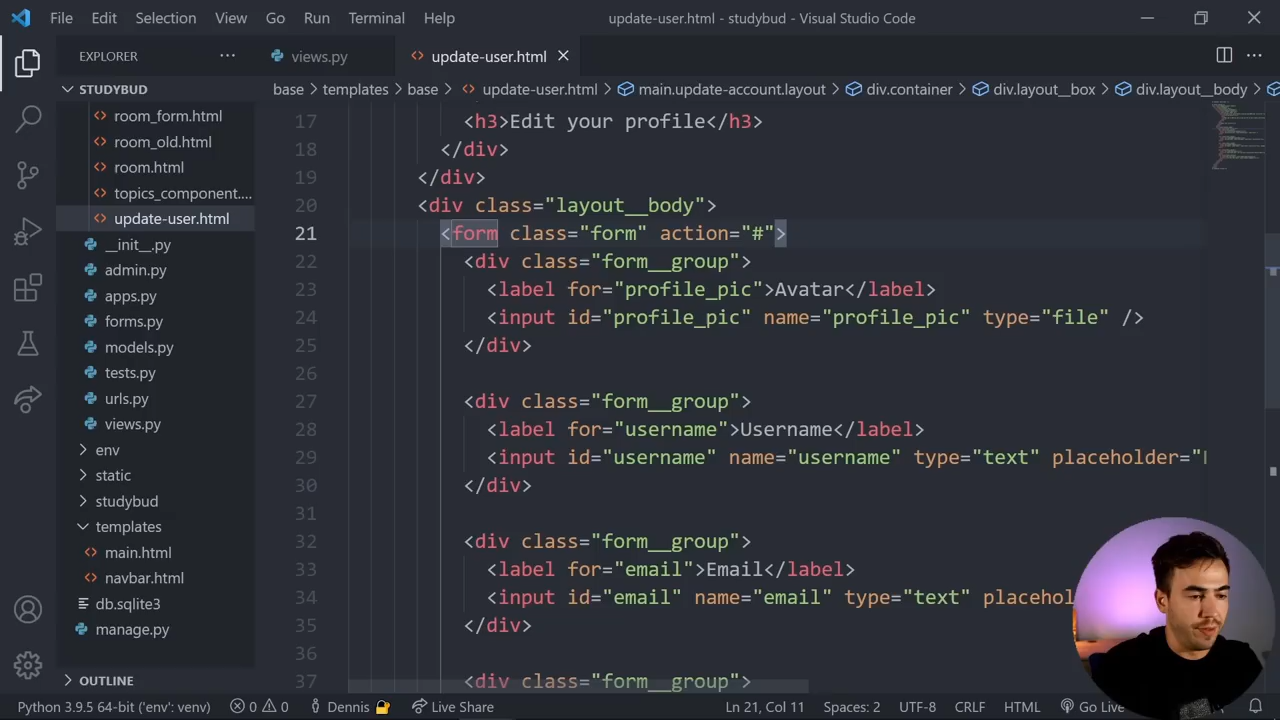 File Edit Selection View Go Run Terminal Help update-user.html - studybud - Visual Studio Code
EXPLORER ··· views.py <> update-user.html
STUDYBUD base > templates > base > <> update-user.html > main.update-account.layout > div.container > div.layout__box > div.layout__body >
<> room_form.html
<> room_old.html
<> room.html
<> topics_component....
<> update-user.html
__init__.py
admin.py
apps.py
forms.py
models.py
tests.py
urls.py
views.py
> env
> static
> studybud
templates
<> main.html
<> navbar.html
db.sqlite3
manage.py
> OUTLINE
17 <h3>Edit your profile</h3>
18 </div>
19 </div>
20 <div class="layout__body">
21 <form class="form" action="#">
22 <div class="form__group">
23 <label for="profile_pic">Avatar</label>
24 <input id="profile_pic" name="profile_pic" type="file" />
25 </div>
26
27 <div class="form__group">
28 <label for="username">Username</label>
29 <input id="username" name="username" type="text" placeholder="
30 </div>
31
32 <div class="form__group">
33 <label for="email">Email</label>
34 <input id="email" name="email" type="text" placehol
35 </div>
36
37 <div class="form__group">
Python 3.9.5 64-bit ('env': venv) 0 0 Dennis Live Share Ln 21, Col 11 Spaces: 2 UTF-8 CRLF HTML Go Live